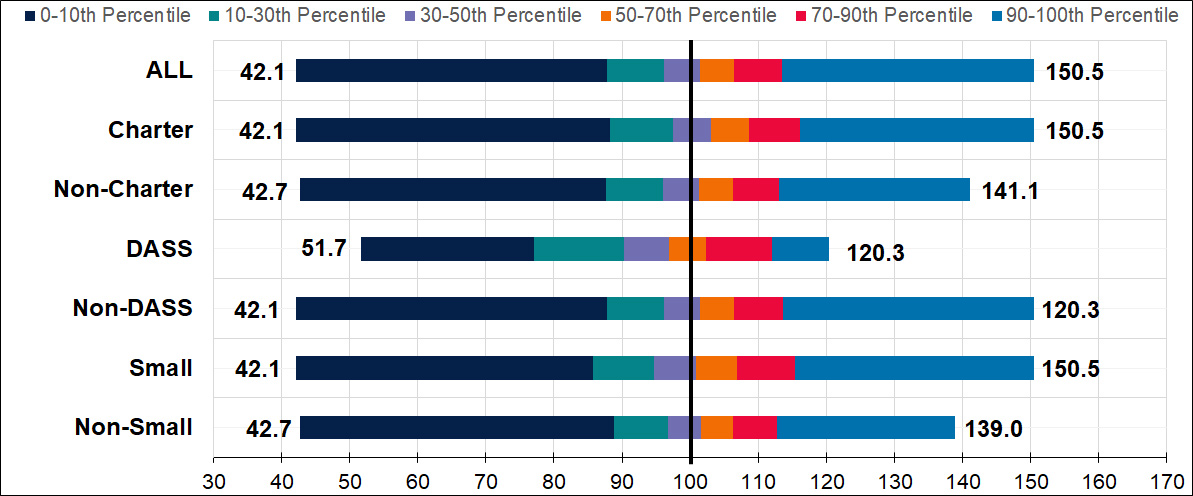 0-10th Percentile 10-30th Percentile 30-50th Percentile 50-70th Percentile 70-90th Percentile 90-100th Percentile
ALL 42.1 150.5
Charter 42.1 150.5
Non-Charter 42.7 141.1
DASS 51.7 120.3
Non-DASS 42.1 120.3
Small 42.1 150.5
Non-Small 42.7 139.0
30 40 50 60 70 80 90 100 110 120 130 140 150 160 170